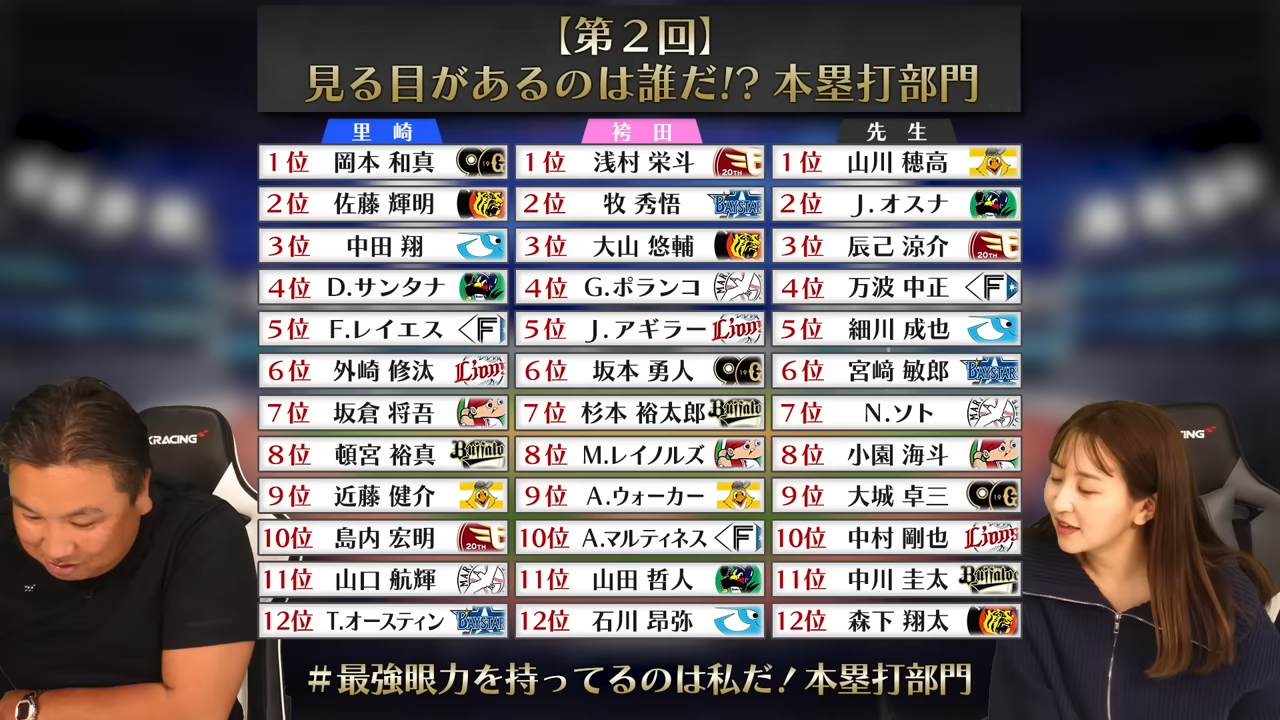 【第2回】
見る目があるのは誰だ!? 本塁打部門
里 崎 袴 田 先 生
1位 岡本 和真 1位 浅村 栄斗 20TH 1位 山川 穂高
2位 佐藤 輝明 2位 牧 秀悟 BAYSTARS 2位 J.オスナ
3位 中田 翔 3位 大山 悠輔 3位 辰己 涼介 20TH
4位 D.サンタナ 4位 G.ポランコ 4位 万波 中正 F
5位 F.レイエス F 5位 J.アギラー Lions 5位 細川 成也
6位 外崎 修汰 Lions 6位 坂本 勇人 6位 宮﨑 敏郎 BAYSTARS
7位 坂倉 将吾 7位 杉本 裕太郎 Buffaloes 7位 N.ソト
8位 頓宮 裕真 Buffaloes 8位 M.レイノルズ 8位 小園 海斗
9位 近藤 健介 9位 A.ウォーカー 9位 大城 卓三
10位 島内 宏明 20TH 10位 A.マルティネス F 10位 中村 剛也 Lions
11位 山口 航輝 11位 山田 哲人 11位 中川 圭太 Buffaloes
12位 T.オースティン BAYSTARS 12位 石川 昂弥 12位 森下 翔太
#最強眼力を持ってるのは私だ!本塁打部門